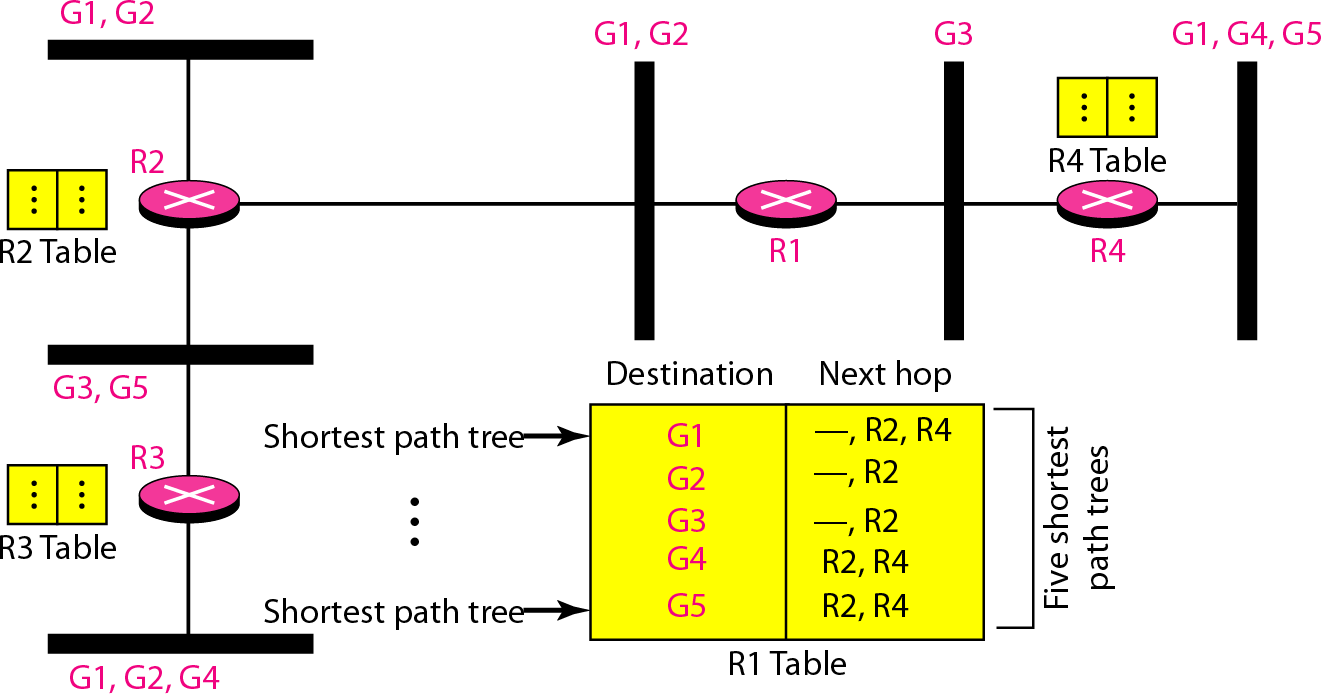 G1, G2
G1, G2
G3
G1, G4, G5
R2
R4 Table
R2 Table
R1
R4
G3, G5
Destination
Next hop
Shortest path tree
G1
—, R2, R4
G2
—, R2
R3
G3
—, R2
R3 Table
G4
R2, R4
Shortest path tree
G5
R2, R4
Five shortest
path trees
R1 Table
G1, G2, G4